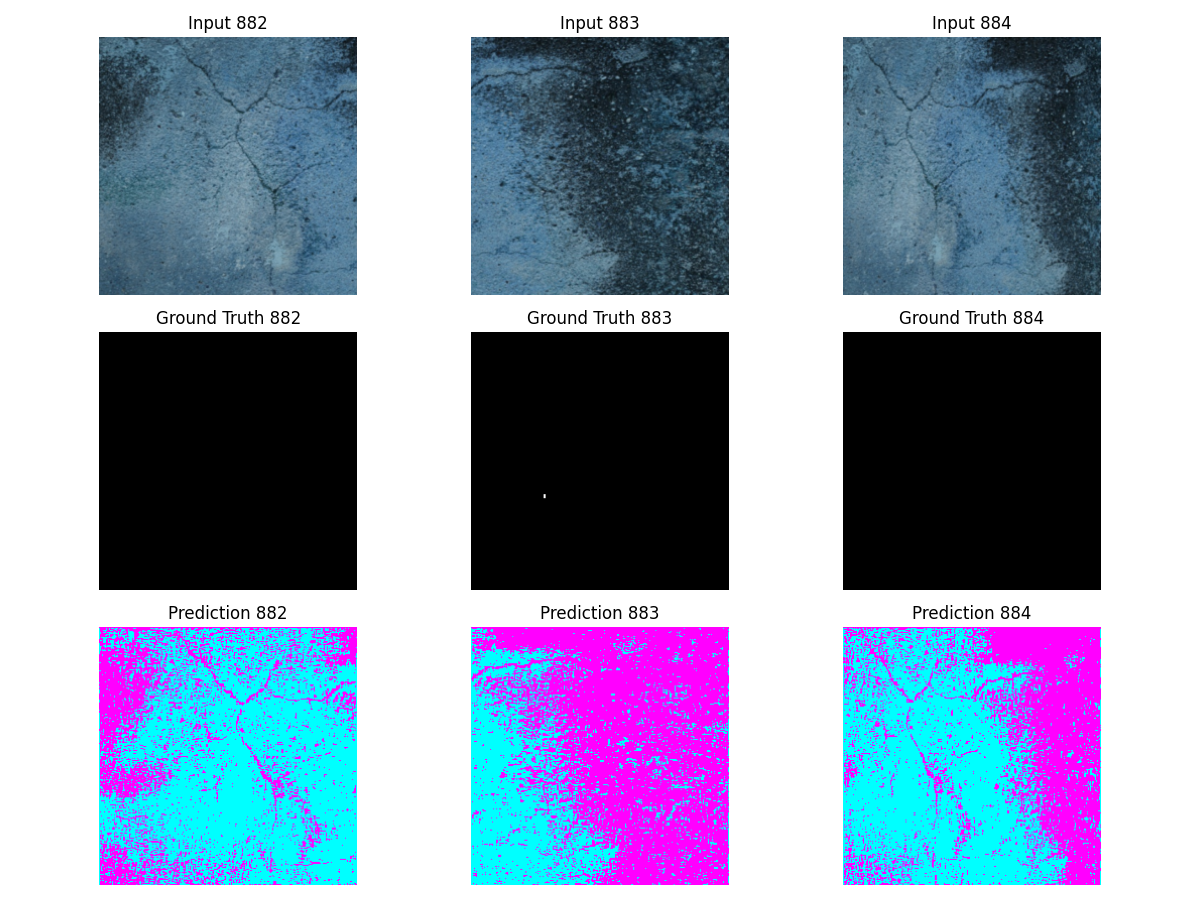 Input 882
Input 883
Input 884
Ground Truth 882
Ground Truth 883
Ground Truth 884
Prediction 882
Prediction 883
Prediction 884